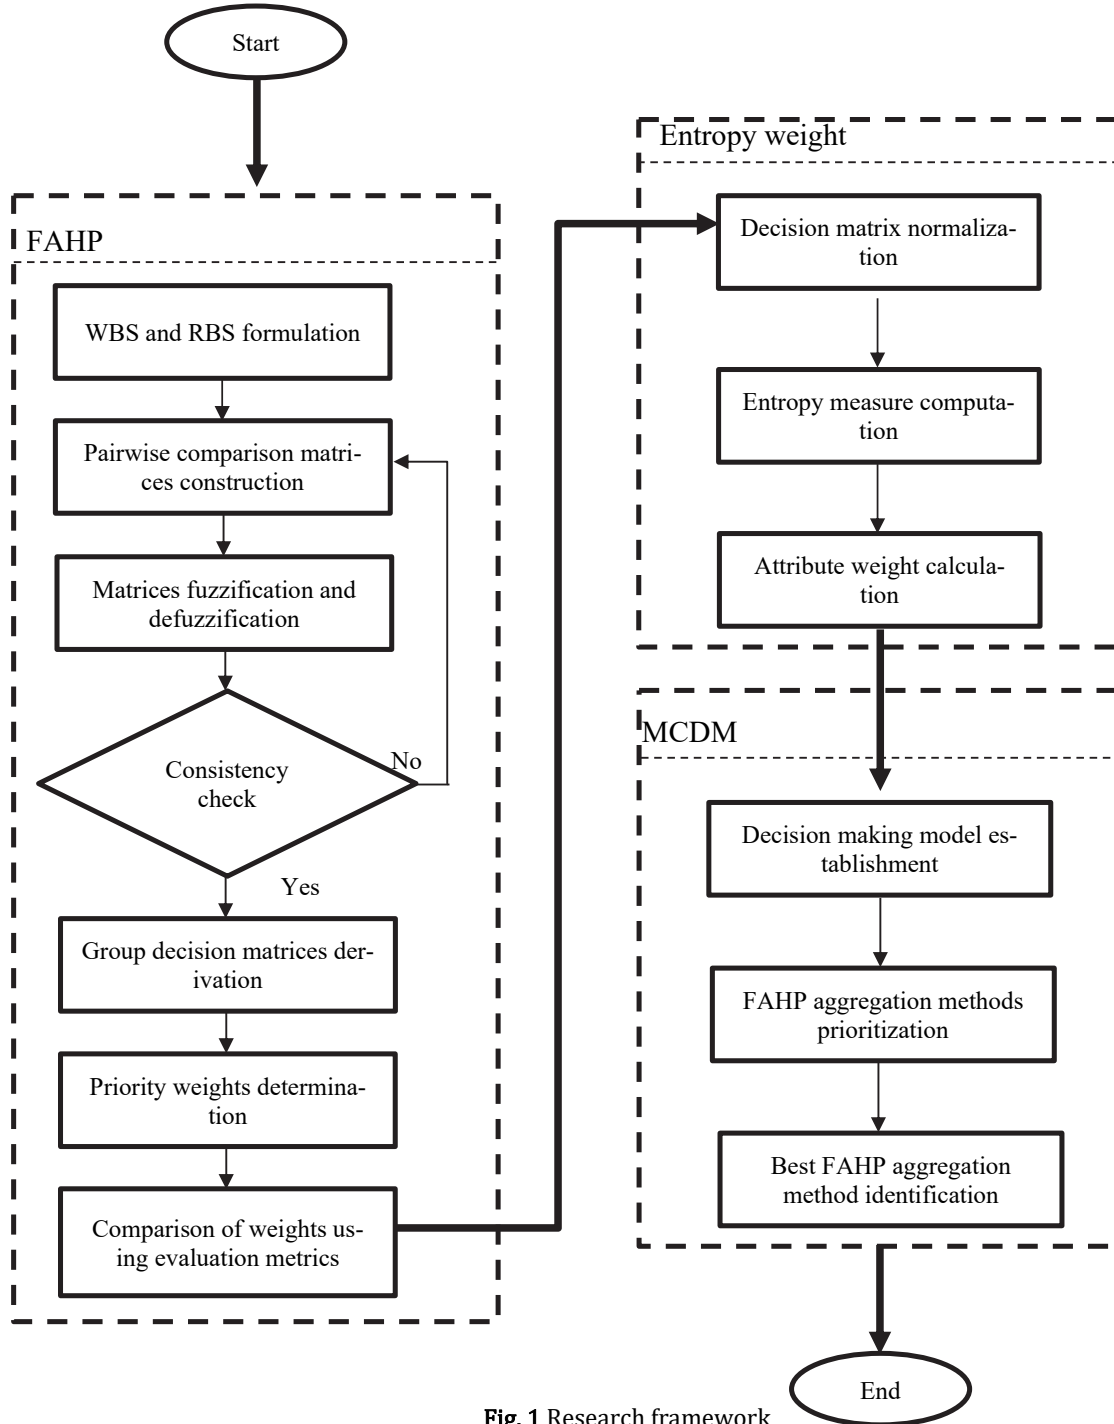 Start
FAHP
WBS and RBS formulation
Pairwise comparison matri-
ces construction
Matrices fuzzification and
defuzzification
Consistency
check
No
Yes
Group decision matrices der-
ivation
Priority weights determina-
tion
Comparison of weights us-
ing evaluation metrics
Entropy weight
Decision matrix normaliza-
tion
Entropy measure computa-
tion
Attribute weight calcula-
tion
MCDM
Decision making model es-
tablishment
FAHP aggregation methods
prioritization
Best FAHP aggregation
method identification
End
Fig. 1 Research framework